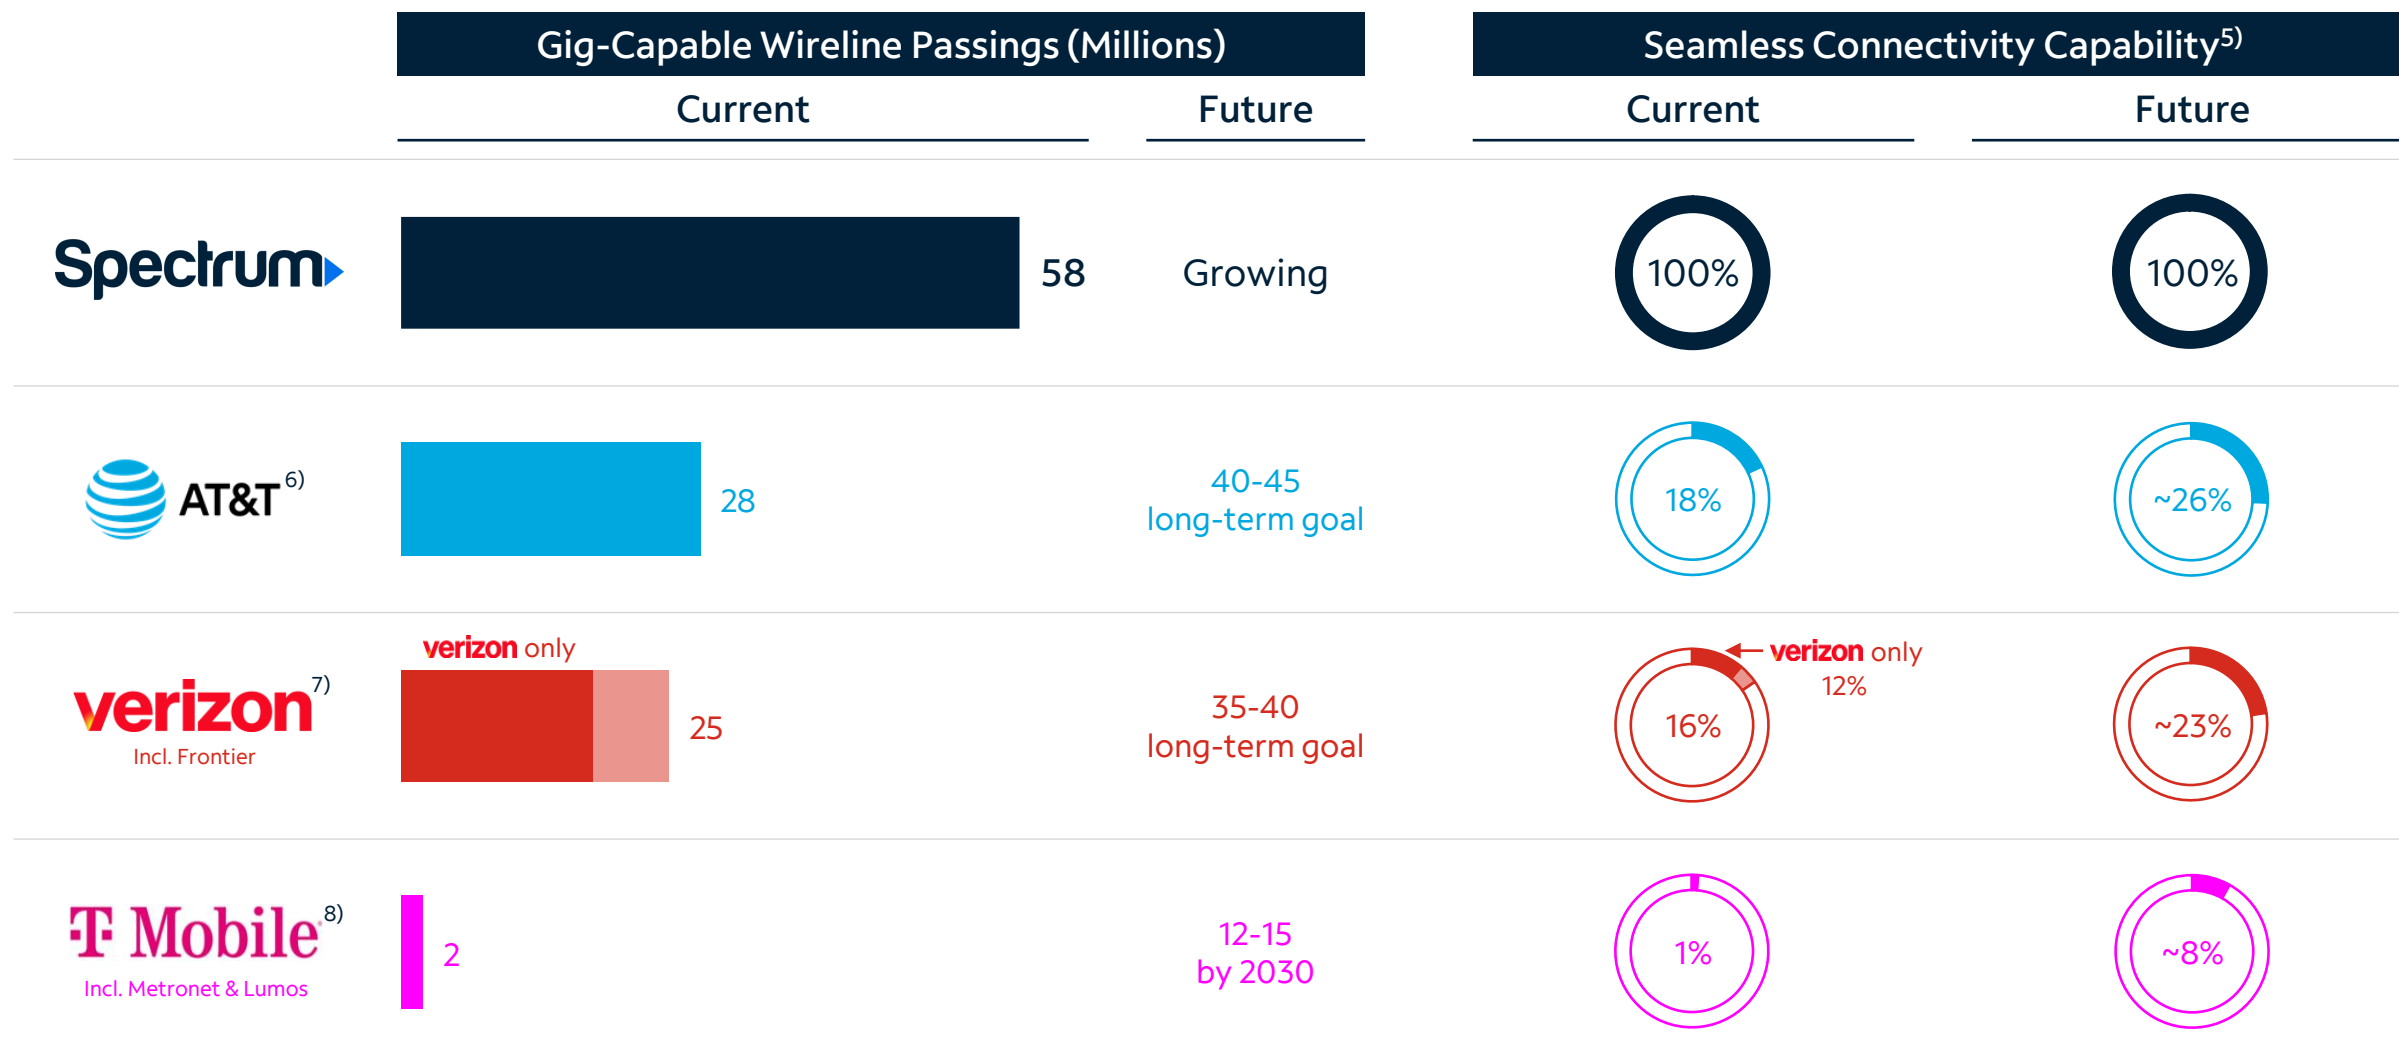 Gig-Capable Wireline Passings (Millions)
Seamless Connectivity Capability5)
Current
Future
Current
Future
Spectrum
58
Growing
100%
100%
AT&T 6)
28
40-45
long-term goal
18%
~26%
verizon only
verizon 7)
Incl. Frontier
25
35-40
long-term goal
16%
verizon only
12%
~23%
T Mobile 8)
Incl. Metronet & Lumos
2
12-15
by 2030
1%
~8%